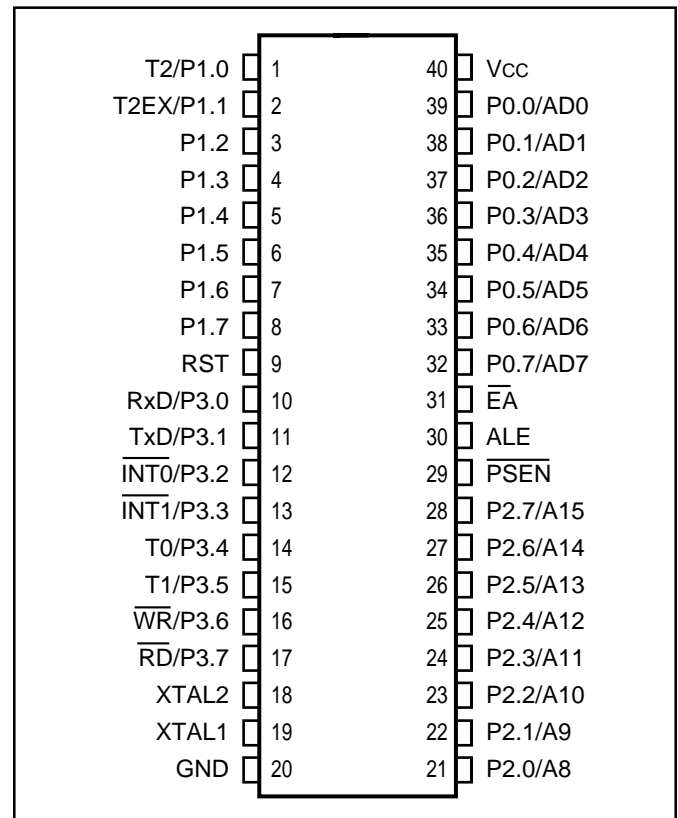 T2/P1.0 1 40 Vcc
T2EX/P1.1 2 39 P0.0/AD0
P1.2 3 38 P0.1/AD1
P1.3 4 37 P0.2/AD2
P1.4 5 36 P0.3/AD3
P1.5 6 35 P0.4/AD4
P1.6 7 34 P0.5/AD5
P1.7 8 33 P0.6/AD6
RST 9 32 P0.7/AD7
RxD/P3.0 10 31 E̅A̅
TxD/P3.1 11 30 ALE
I̅N̅T̅0̅/P3.2 12 29 P̅S̅E̅N̅
I̅N̅T̅1̅/P3.3 13 28 P2.7/A15
T0/P3.4 14 27 P2.6/A14
T1/P3.5 15 26 P2.5/A13
W̅R̅/P3.6 16 25 P2.4/A12
R̅D̅/P3.7 17 24 P2.3/A11
XTAL2 18 23 P2.2/A10
XTAL1 19 22 P2.1/A9
GND 20 21 P2.0/A8